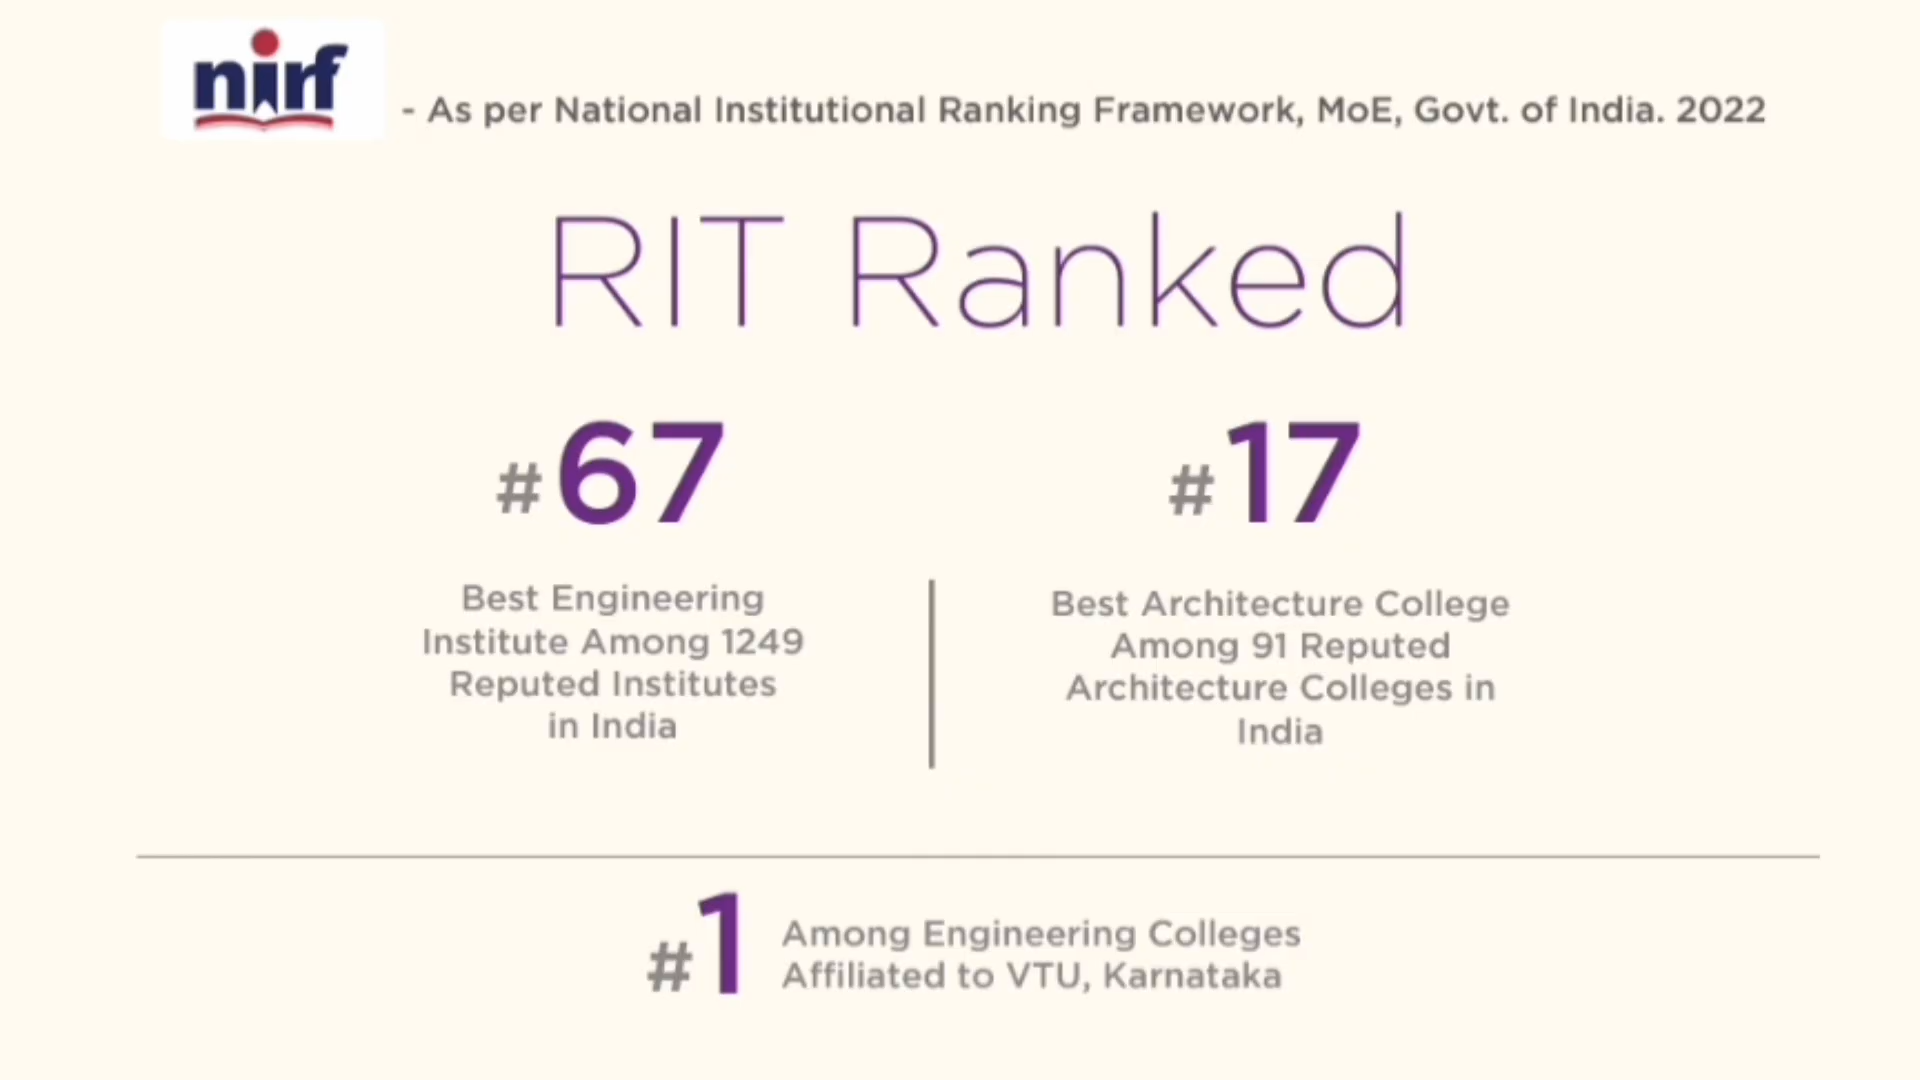 nirf
- As per National Institutional Ranking Framework, MoE, Govt. of India. 2022
RIT Ranked
#67
Best Engineering
Institute Among 1249
Reputed Institutes
in India
#17
Best Architecture College
Among 91 Reputed
Architecture Colleges in
India
#1
Among Engineering Colleges
Affiliated to VTU, Karnataka